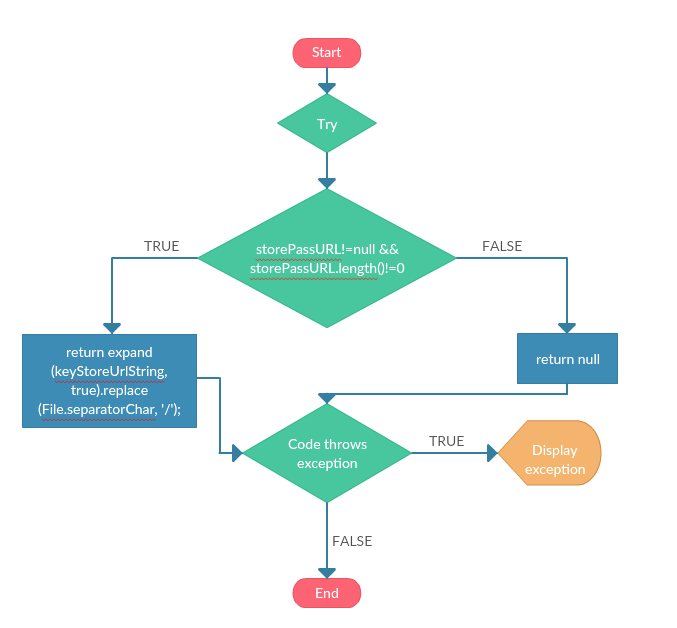 Start
Try
storePassURL!=null &&
storePassURL.length()!=0
TRUE
FALSE
return expand
(keyStoreUrlString,
true).replace
(File.separatorChar, '/');
return null
Code throws
exception
TRUE
Display
exception
FALSE
End